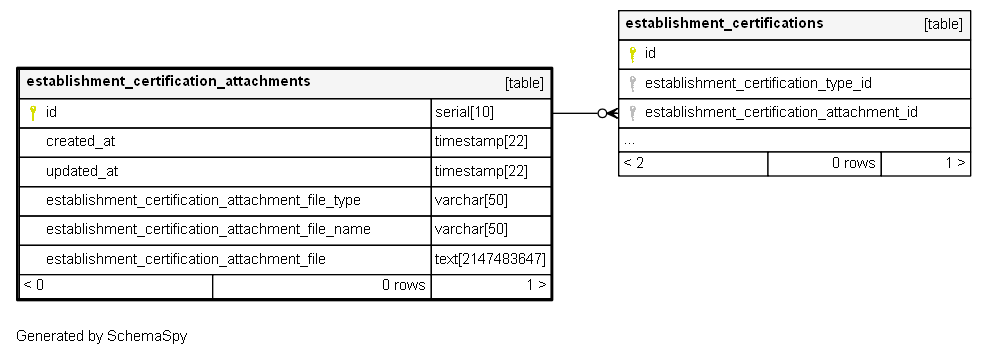 establishment_certifications [table]
id
establishment_certification_type_id
establishment_certification_attachment_id
...
< 2 0 rows 1 >
establishment_certification_attachments [table]
id serial[10]
created_at timestamp[22]
updated_at timestamp[22]
establishment_certification_attachment_file_type varchar[50]
establishment_certification_attachment_file_name varchar[50]
establishment_certification_attachment_file text[2147483647]
< 0 0 rows 1 >
Generated by SchemaSpy